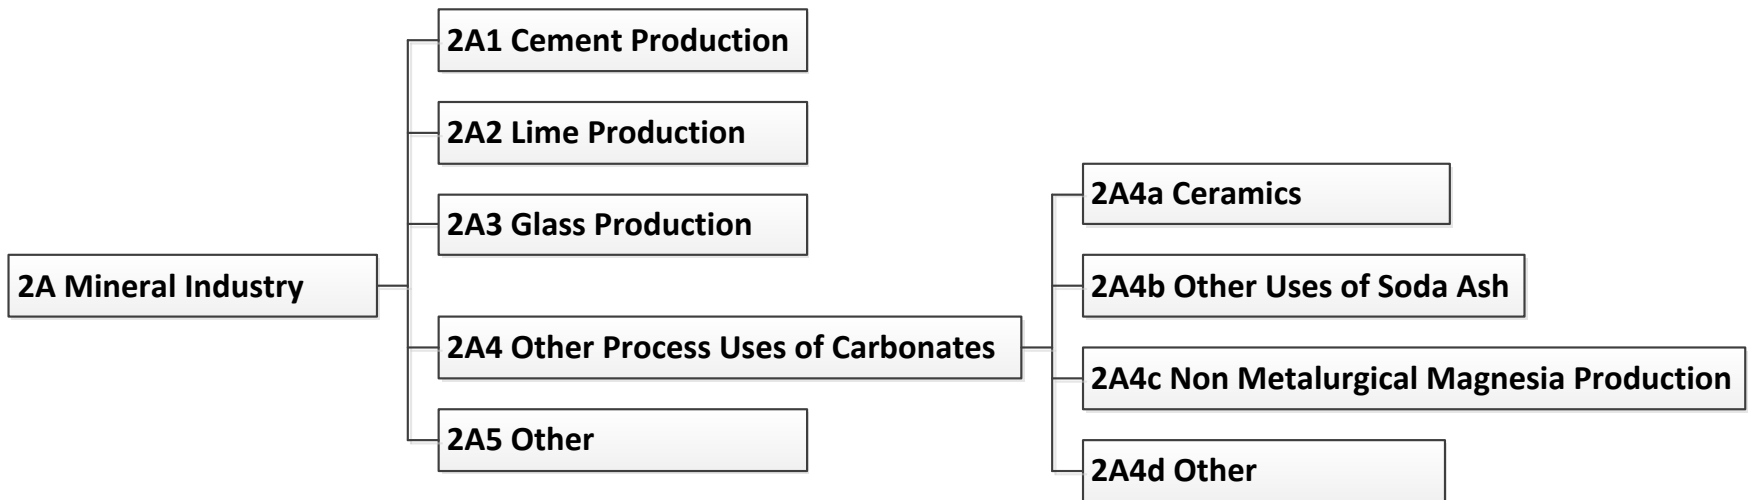 2A Mineral Industry
2A1 Cement Production
2A2 Lime Production
2A3 Glass Production
2A4 Other Process Uses of Carbonates
2A5 Other
2A4a Ceramics
2A4b Other Uses of Soda Ash
2A4c Non Metalurgical Magnesia Production
2A4d Other